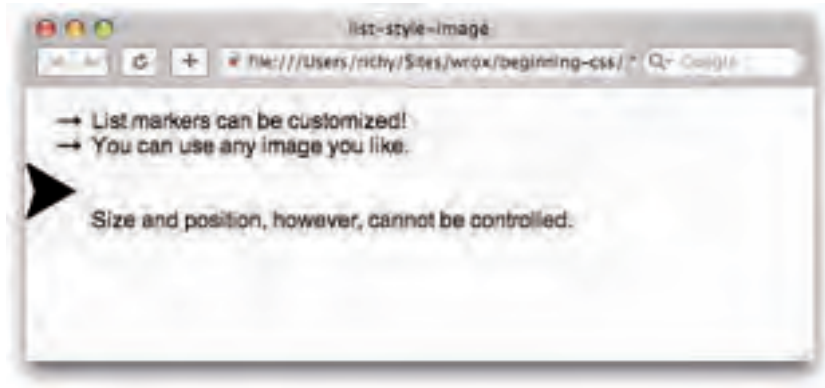 list-style-image
file:///Users/richy/Sites/wrox/beginning-css/
Google
→ List markers can be customized!
→ You can use any image you like.
Size and position, however, cannot be controlled.